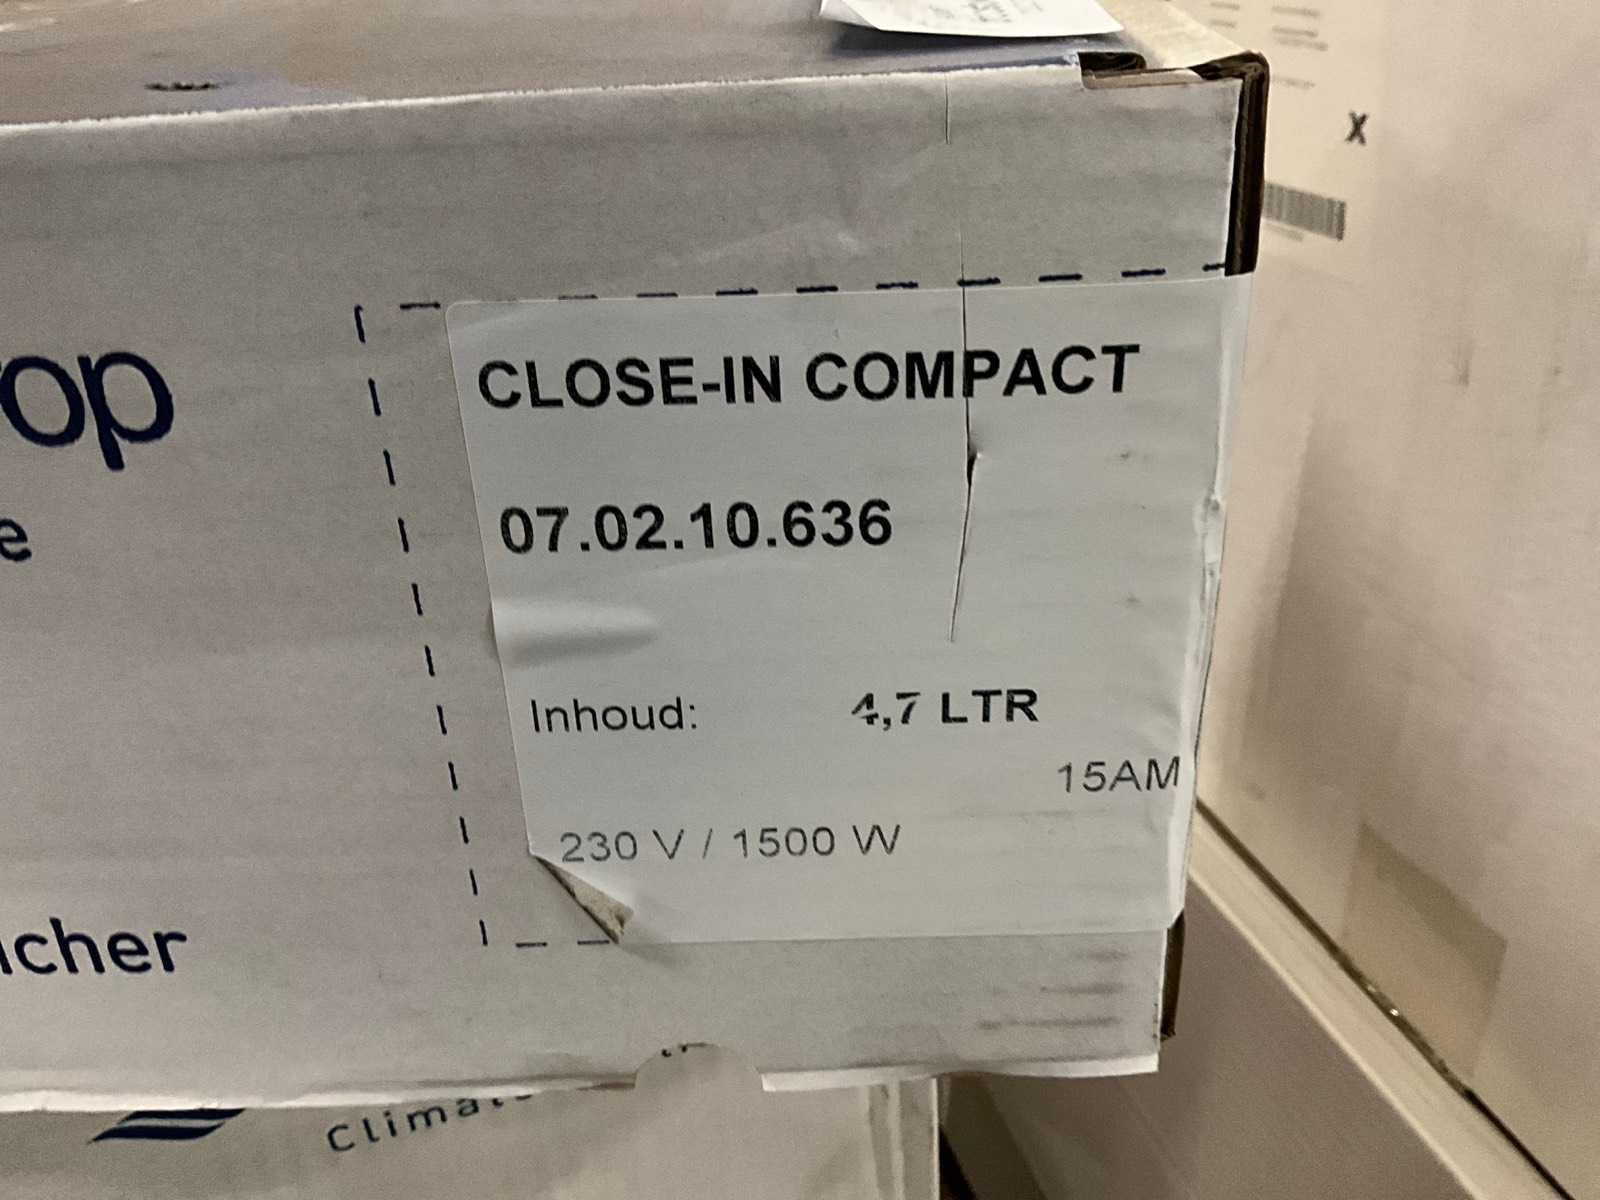 CLOSE-IN COMPACT
07.02.10.636
Inhoud: 4,7 LTR
15AM
230 V / 1500 W
op
e
cher
Climat
X